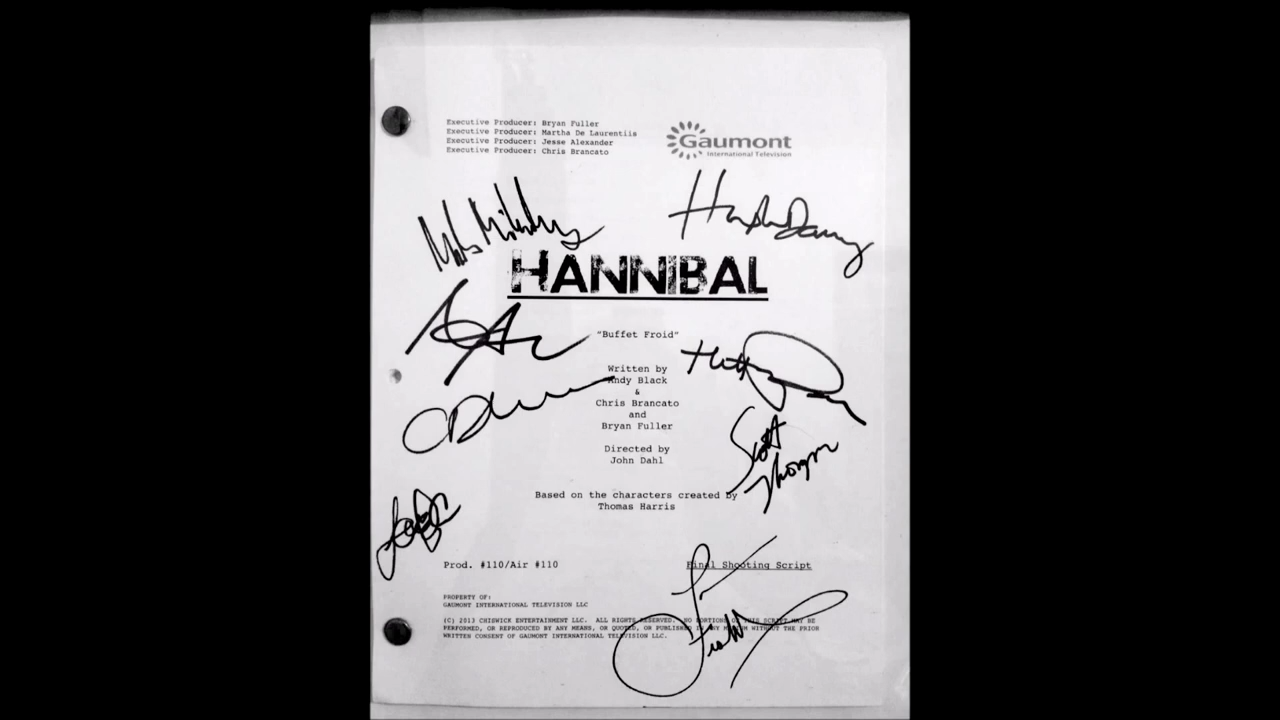 Executive Producer: Bryan Fuller
Executive Producer: Martha De Laurentiis
Executive Producer: Jesse Alexander
Executive Producer: Chris Brancato
Gaumont
International Television
Hugh Dancy
HANNIBAL
"Buffet Froid"
Written by
Andy Black
&
Chris Brancato
and
Bryan Fuller
Scott
Thompson
Directed by
John Dahl
Based on the characters created by
Thomas Harris
Prod. #110/Air #110
Final Shooting Script
PROPERTY OF:
GAUMONT INTERNATIONAL TELEVISION LLC
(C) 2013 CHISWICK ENTERTAINMENT LLC. ALL RIGHTS RESERVED. NO PORTION OF THIS SCRIPT MAY BE
PERFORMED, OR REPRODUCED BY ANY MEANS, OR QUOTED, OR PUBLISHED IN ANY MEDIUM WITHOUT THE PRIOR
WRITTEN CONSENT OF GAUMONT INTERNATIONAL TELEVISION LLC.